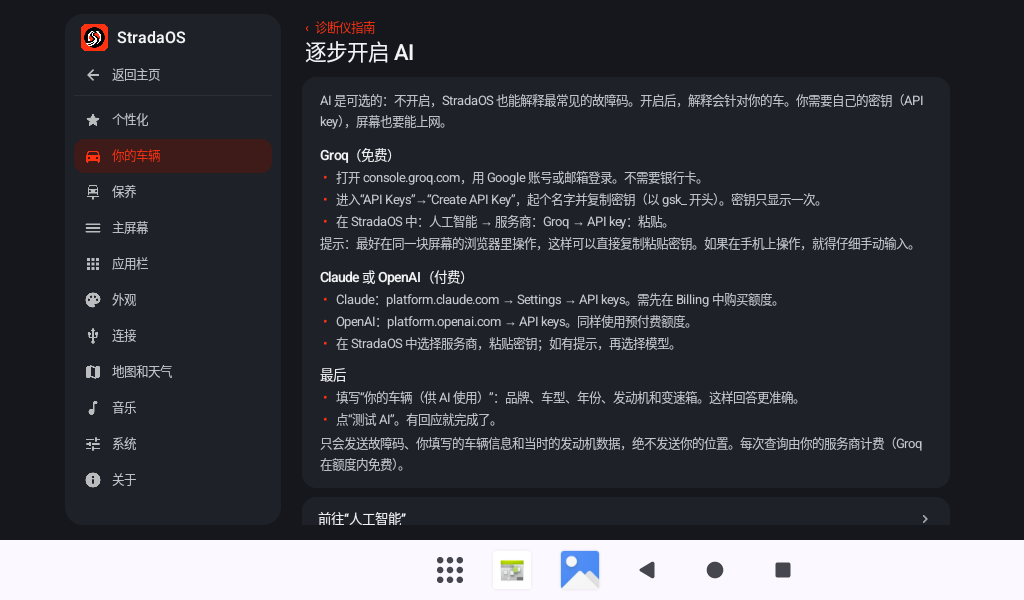 StradaOS
返回主页
个性化
你的车辆
保养
主屏幕
应用栏
外观
连接
地图和天气
音乐
系统
关于
‹ 诊断仪指南
逐步开启 AI
AI 是可选的：不开启，StradaOS 也能解释最常见的故障码。开启后，解释会针对你的车。你需要自己的密钥（API
key），屏幕也要能上网。
Groq（免费）
• 打开 console.groq.com，用 Google 账号或邮箱登录。不需要银行卡。
• 进入“API Keys”→“Create API Key”，起个名字并复制密钥（以 gsk_ 开头）。密钥只显示一次。
• 在 StradaOS 中：人工智能 → 服务商：Groq → API key：粘贴。
提示：最好在同一块屏幕的浏览器里操作，这样可以直接复制粘贴密钥。如果在手机上操作，就得仔细手动输入。
Claude 或 OpenAI（付费）
• Claude：platform.claude.com → Settings → API keys。需先在 Billing 中购买额度。
• OpenAI：platform.openai.com → API keys。同样使用预付费额度。
• 在 StradaOS 中选择服务商，粘贴密钥；如有提示，再选择模型。
最后
• 填写“你的车辆（供 AI 使用）”：品牌、车型、年份、发动机和变速箱。这样回答更准确。
• 点“测试 AI”。有回应就完成了。
只会发送故障码、你填写的车辆信息和当时的发动机数据，绝不发送你的位置。每次查询由你的服务商计费（Groq
在额度内免费）。
前往“人工智能”